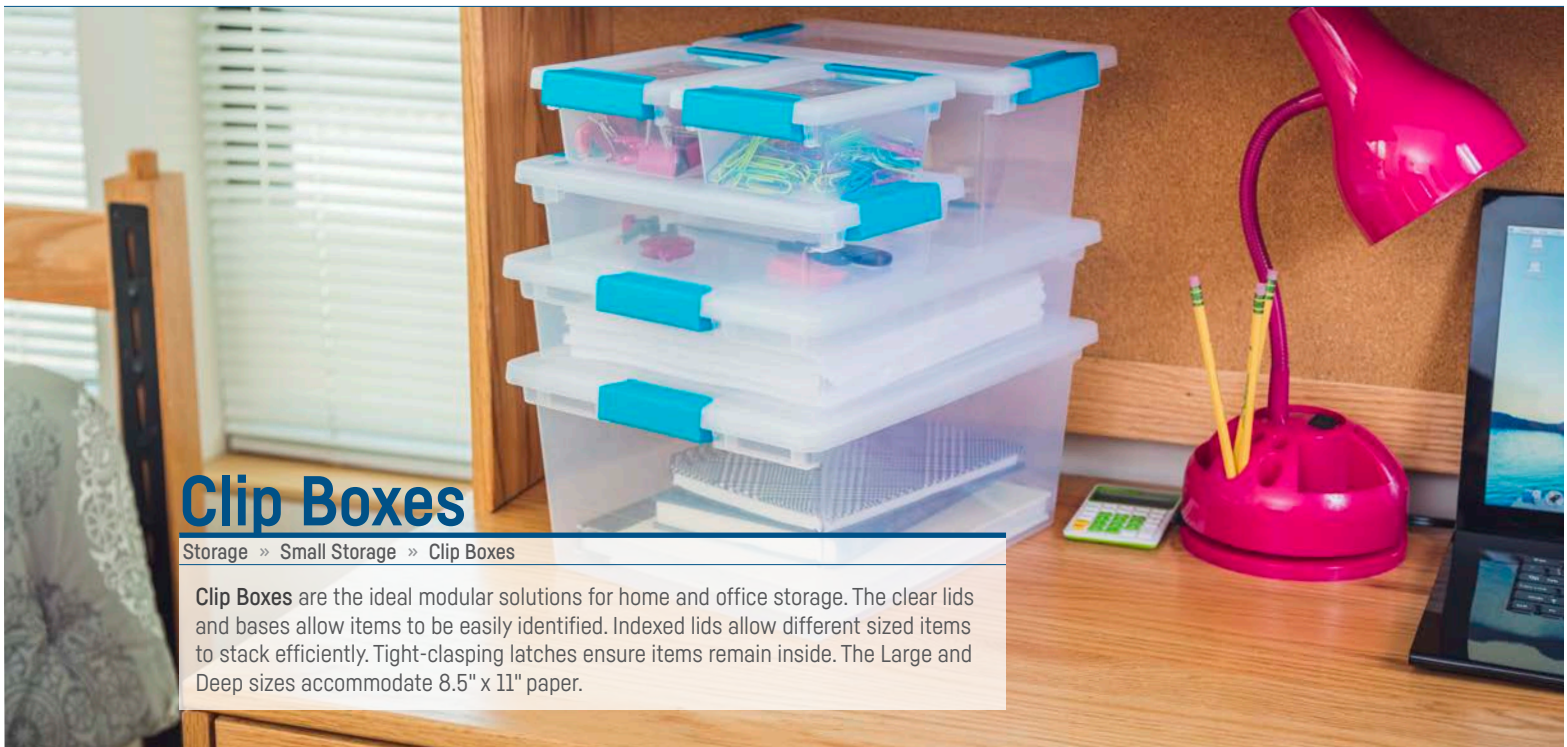 Clip Boxes
Storage » Small Storage » Clip Boxes
Clip Boxes are the ideal modular solutions for home and office storage. The clear lids
and bases allow items to be easily identified. Indexed lids allow different sized items
to stack efficiently. Tight-clasping latches ensure items remain inside. The Large and
Deep sizes accommodate 8.5" x 11" paper.